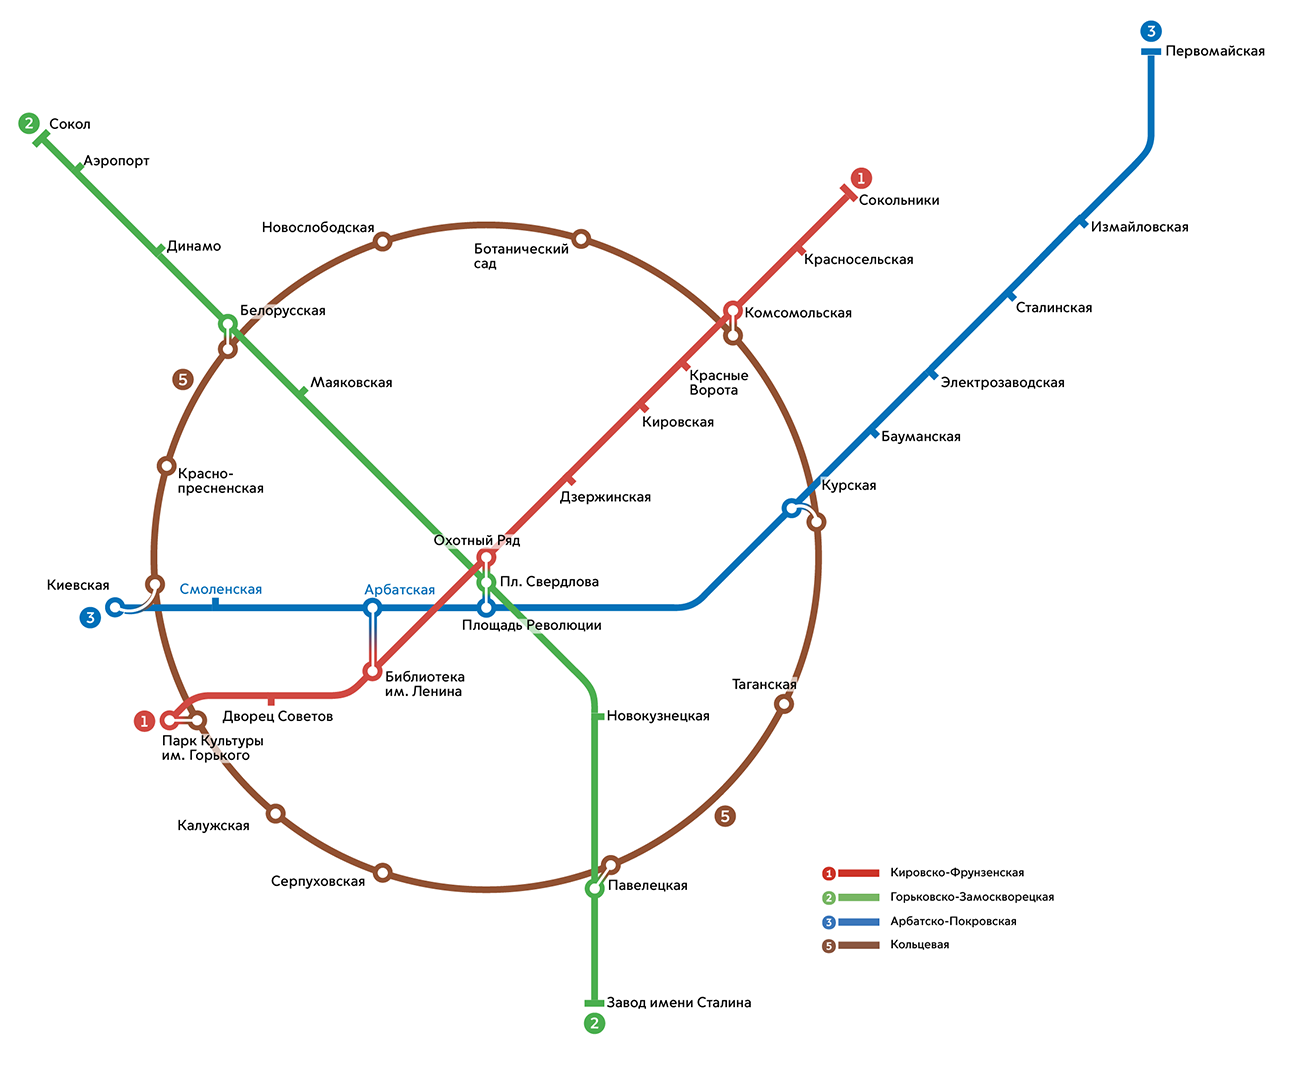 3
Первомайская
2
Сокол
Аэропорт
1
Сокольники
Новослободская
Измайловская
Динамо
Ботанический
сад
Красносельская
Белорусская
Комсомольская
Сталинская
5
Маяковская
Красные
Ворота
Электрозаводская
Кировская
Бауманская
Красно-
пресненская
Дзержинская
Курская
Охотный Ряд
Киевская
Смоленская
Арбатская
Пл. Свердлова
3
Площадь Революции
Библиотека
им. Ленина
Таганская
1
Дворец Советов
Новокузнецкая
Парк Культуры
им. Горького
Калужская
5
Серпуховская
Павелецкая
1 Кировско-Фрунзенская
2 Горьковско-Замоскворецкая
3 Арбатско-Покровская
5 Кольцевая
Завод имени Сталина
2